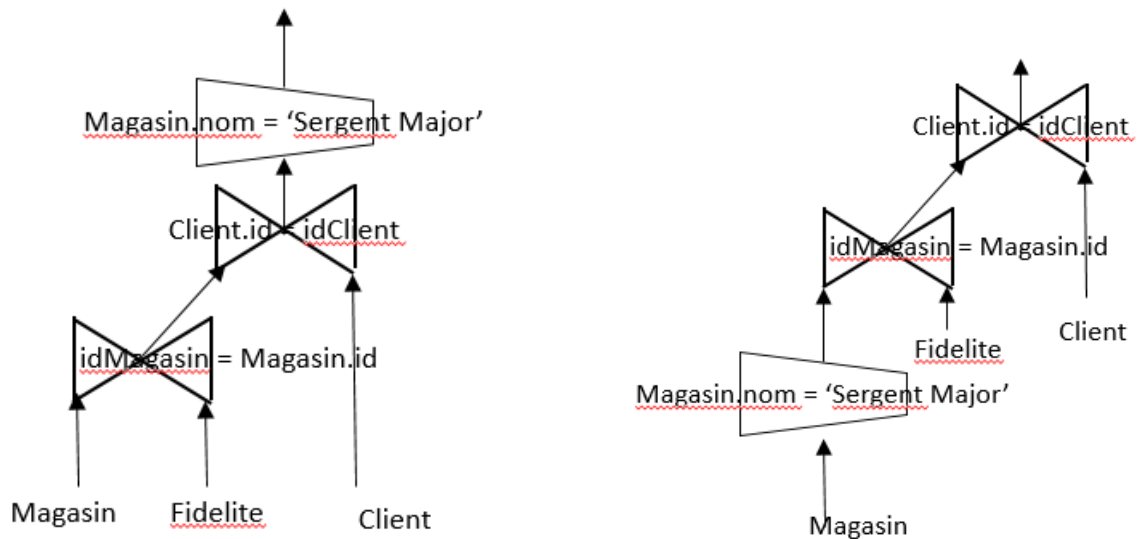 Magasin.nom = ‘Sergent Major’
Client.id = idClient
idMagasin = Magasin.id
Magasin
Fidelite
Client
Client.id = idClient
idMagasin = Magasin.id
Client
Fidelite
Magasin.nom = ‘Sergent Major’
Magasin